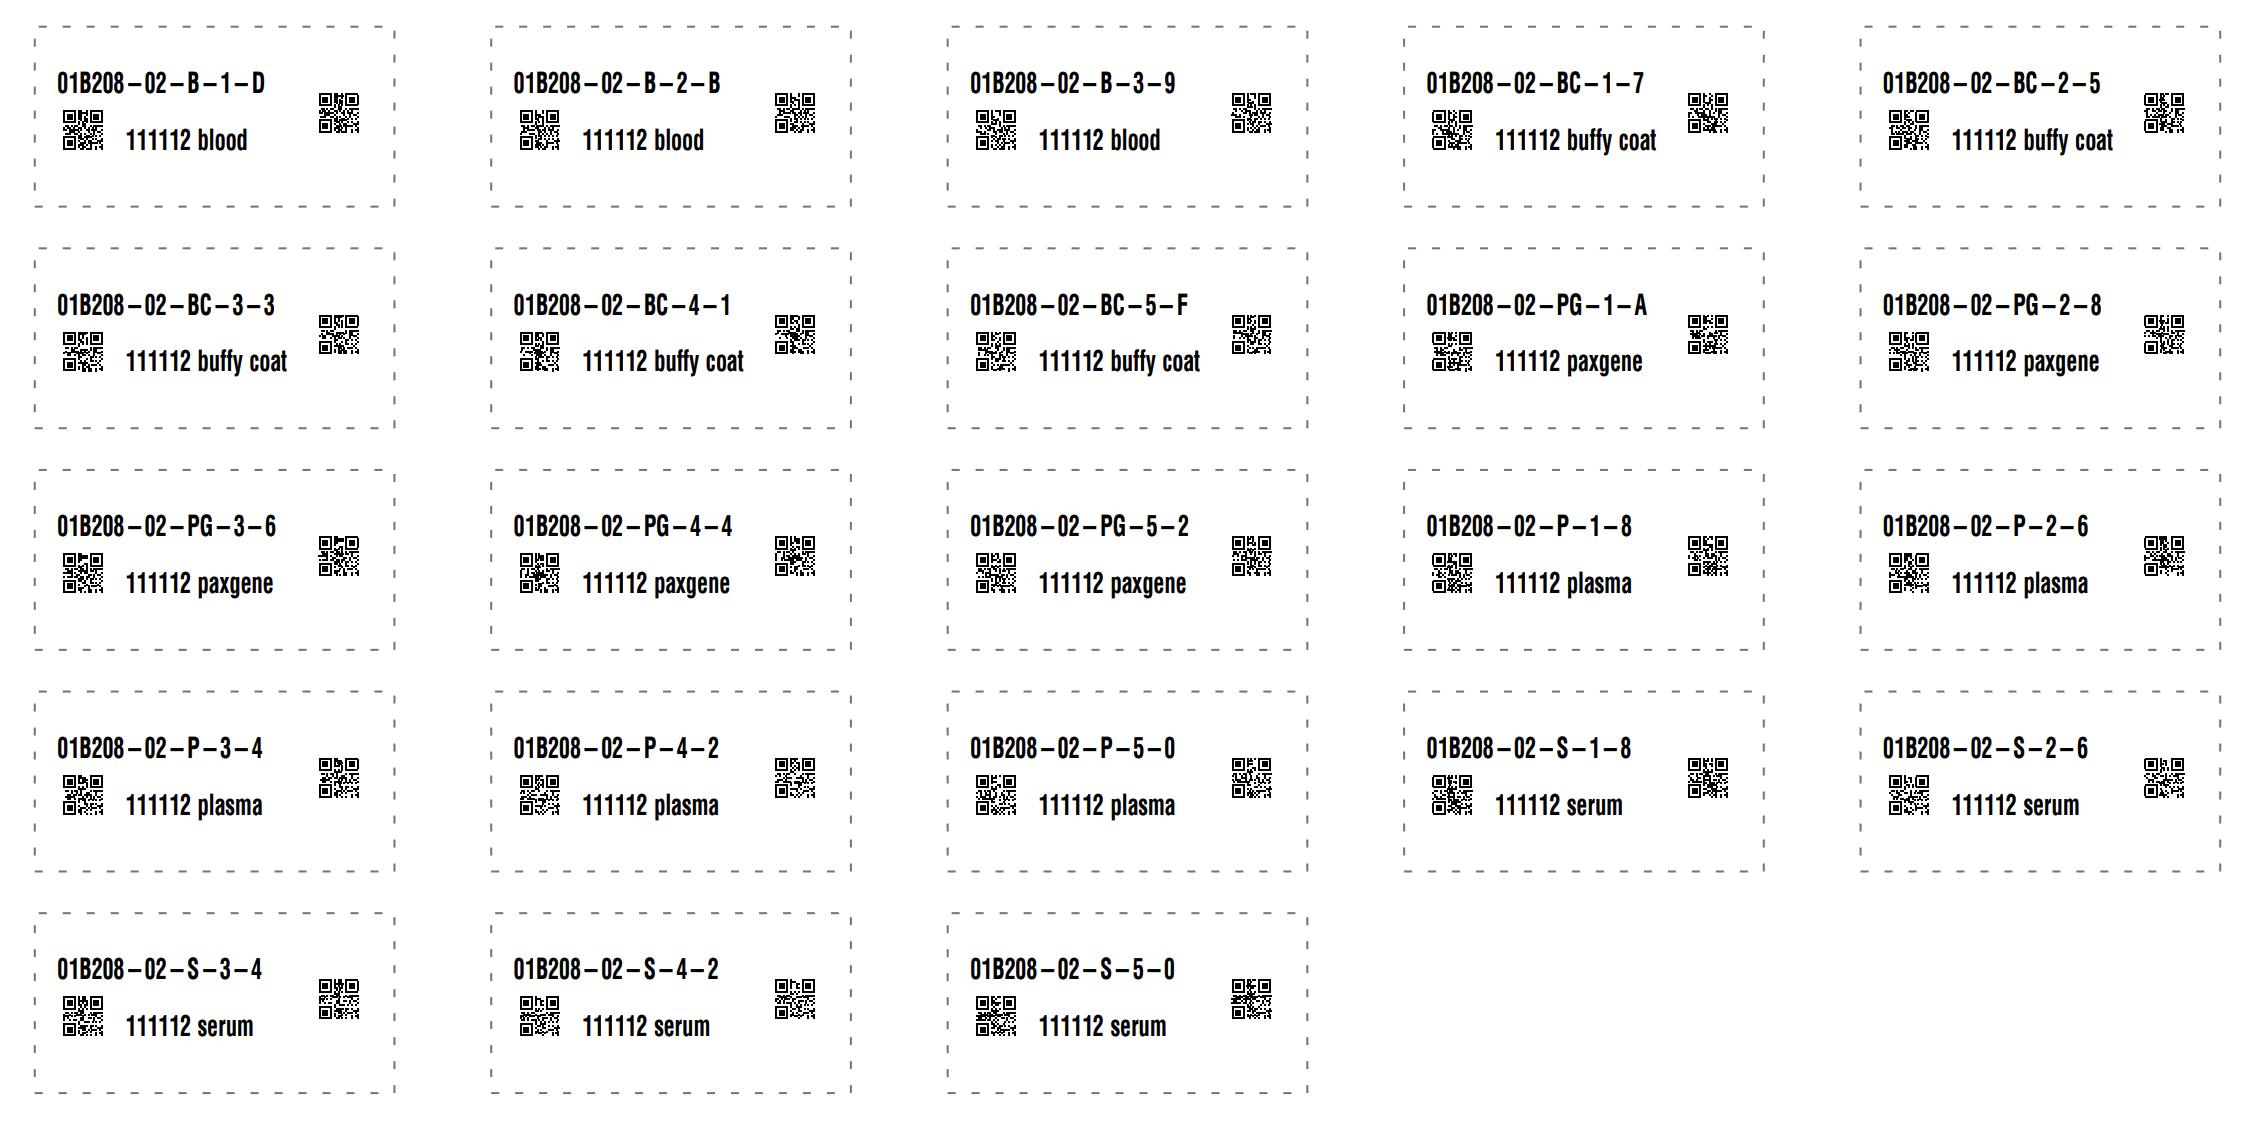 01B208–02–B–1–D
111112 blood
01B208–02–B–2–B
111112 blood
01B208–02–B–3–9
111112 blood
01B208–02–BC–1–7
111112 buffy coat
01B208–02–BC–2–5
111112 buffy coat
01B208–02–BC–3–3
111112 buffy coat
01B208–02–BC–4–1
111112 buffy coat
01B208–02–BC–5–F
111112 buffy coat
01B208–02–PG–1–A
111112 paxgene
01B208–02–PG–2–8
111112 paxgene
01B208–02–PG–3–6
111112 paxgene
01B208–02–PG–4–4
111112 paxgene
01B208–02–PG–5–2
111112 paxgene
01B208–02–P–1–8
111112 plasma
01B208–02–P–2–6
111112 plasma
01B208–02–P–3–4
111112 plasma
01B208–02–P–4–2
111112 plasma
01B208–02–P–5–0
111112 plasma
01B208–02–S–1–8
111112 serum
01B208–02–S–2–6
111112 serum
01B208–02–S–3–4
111112 serum
01B208–02–S–4–2
111112 serum
01B208–02–S–5–0
111112 serum